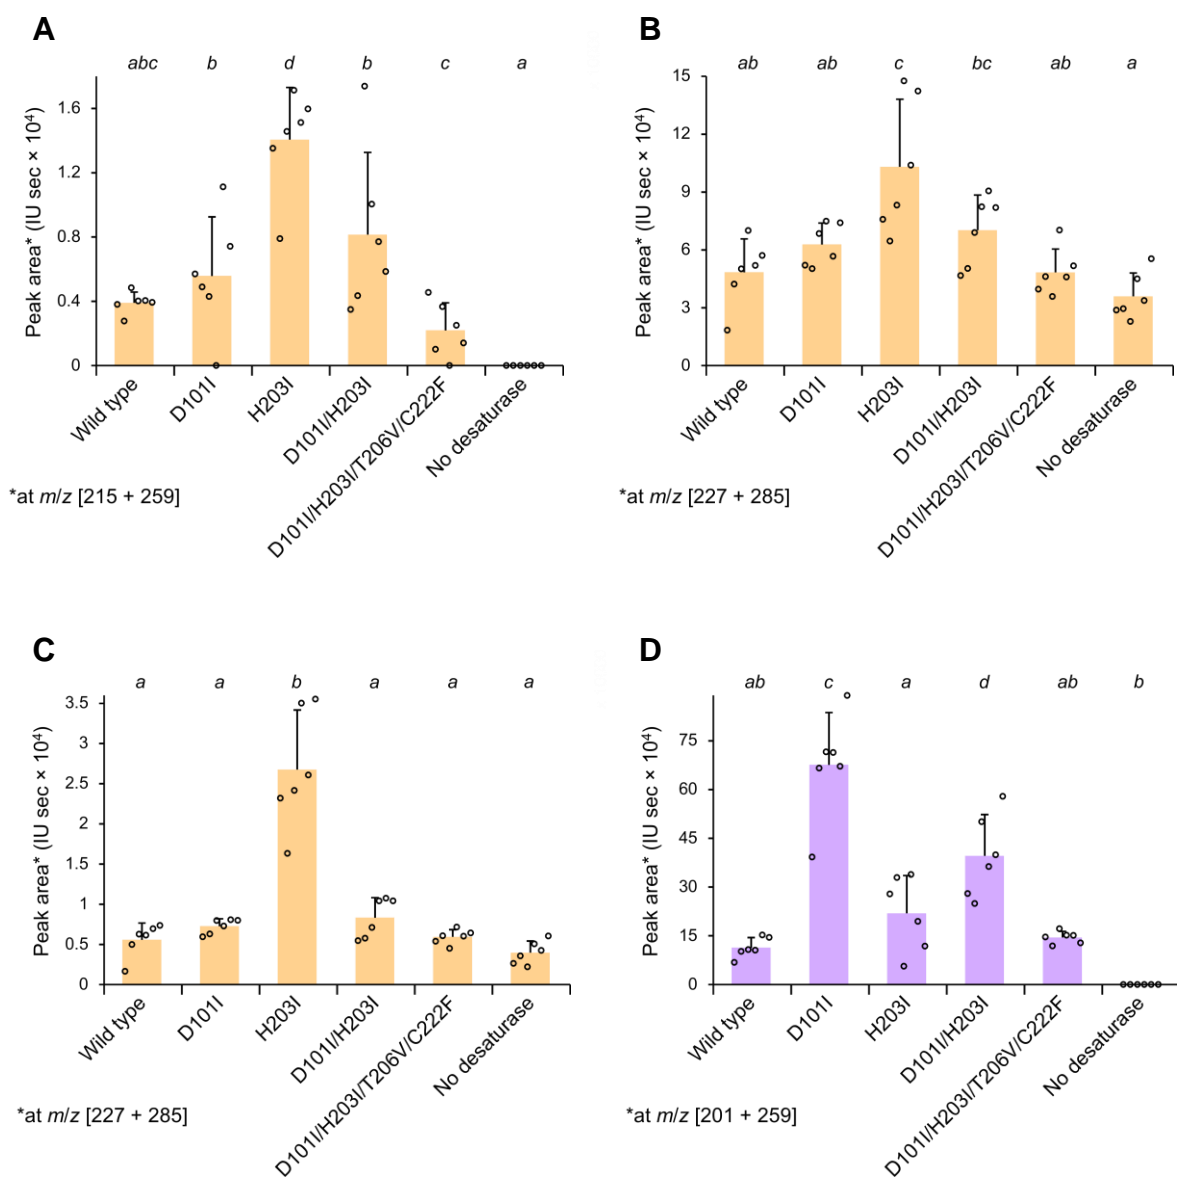 A
abc b d b c a
Peak area* (IU sec × 10⁴)
1.6
1.2
0.8
0.4
0
Wild type
D101I
H203I
D101I/H203I
D101I/H203I/T206V/C222F
No desaturase
*at m/z [215 + 259]
B
ab ab c bc ab a
Peak area* (IU sec × 10⁴)
15
12
9
6
3
0
Wild type
D101I
H203I
D101I/H203I
D101I/H203I/T206V/C222F
No desaturase
*at m/z [227 + 285]
C
a a b a a a
Peak area* (IU sec × 10⁴)
3.5
3
2.5
2
1.5
1
0.5
0
Wild type
D101I
H203I
D101I/H203I
D101I/H203I/T206V/C222F
No desaturase
*at m/z [227 + 285]
D
ab c a d ab b
Peak area* (IU sec × 10⁴)
75
60
45
30
15
0
Wild type
D101I
H203I
D101I/H203I
D101I/H203I/T206V/C222F
No desaturase
*at m/z [201 + 259]